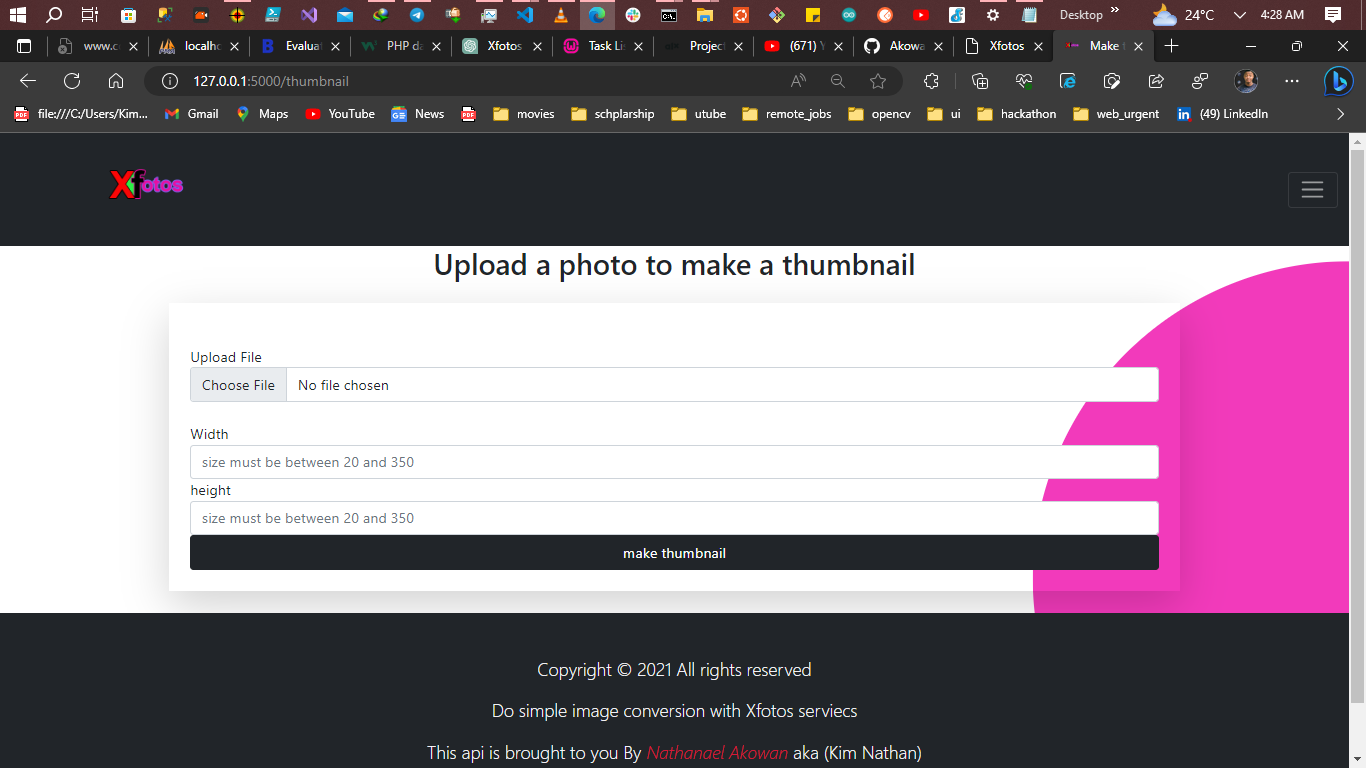 Desktop
24°C
4:28 AM
www.c
localhc
Evalua
PHP da
Xfotos
Task Lis
Project
(671) Y
Akowa
Xfotos
Make t
127.0.0.1:5000/thumbnail
file:///C:/Users/Kim...
Gmail
Maps
YouTube
News
movies
schplarship
utube
remote_jobs
opencv
ui
hackathon
web_urgent
(49) LinkedIn
Xfotos
Upload a photo to make a thumbnail
Upload File
Choose File No file chosen
Width
size must be between 20 and 350
height
size must be between 20 and 350
make thumbnail
Copyright © 2021 All rights reserved
Do simple image conversion with Xfotos serviecs
This api is brought to you By Nathanael Akowan aka (Kim Nathan)